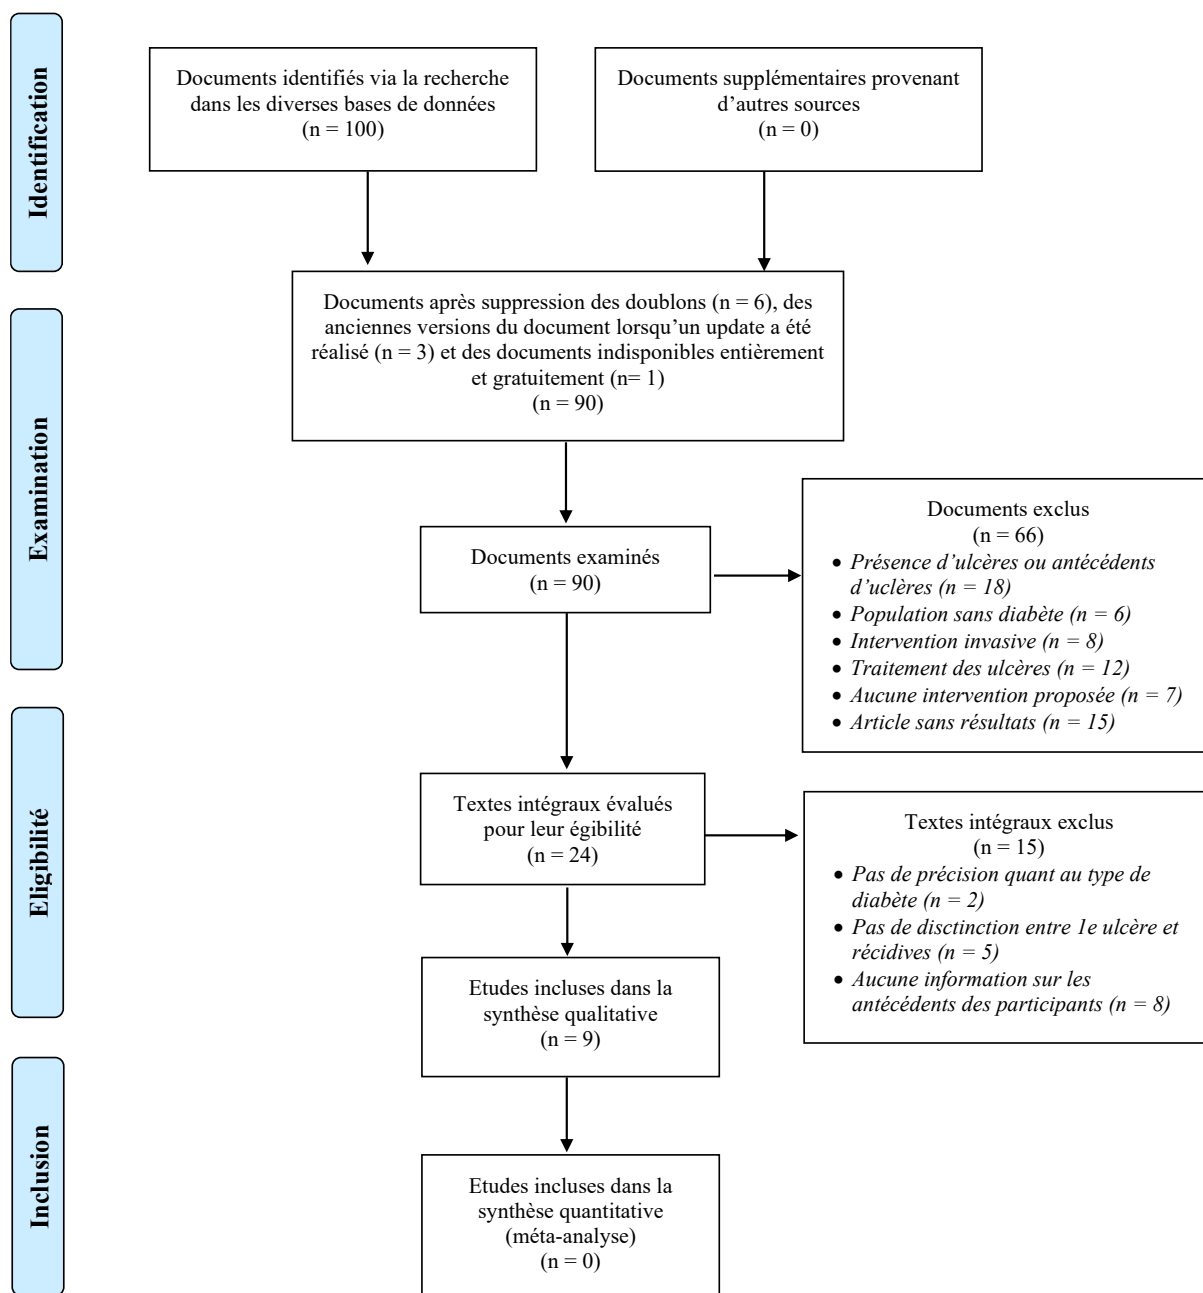 Identification
Documents identifiés via la recherche
dans les diverses bases de données
(n = 100)
Documents supplémentaires provenant
d’autres sources
(n = 0)
Examination
Documents après suppression des doublons (n = 6), des
anciennes versions du document lorsqu’un update a été
réalisé (n = 3) et des documents indisponibles entièrement
et gratuitement (n= 1)
(n = 90)
Documents examinés
(n = 90)
Documents exclus
(n = 66)
• Présence d’ulcères ou antécédents
d’uclères (n = 18)
• Population sans diabète (n = 6)
• Intervention invasive (n = 8)
• Traitement des ulcères (n = 12)
• Aucune intervention proposée (n = 7)
• Article sans résultats (n = 15)
Eligibilité
Textes intégraux évalués
pour leur égibilité
(n = 24)
Textes intégraux exclus
(n = 15)
• Pas de précision quant au type de
diabète (n = 2)
• Pas de disctinction entre 1e ulcère et
récidives (n = 5)
• Aucune information sur les
antécédents des participants (n = 8)
Etudes incluses dans la
synthèse qualitative
(n = 9)
Inclusion
Etudes incluses dans la
synthèse quantitative
(méta-analyse)
(n = 0)